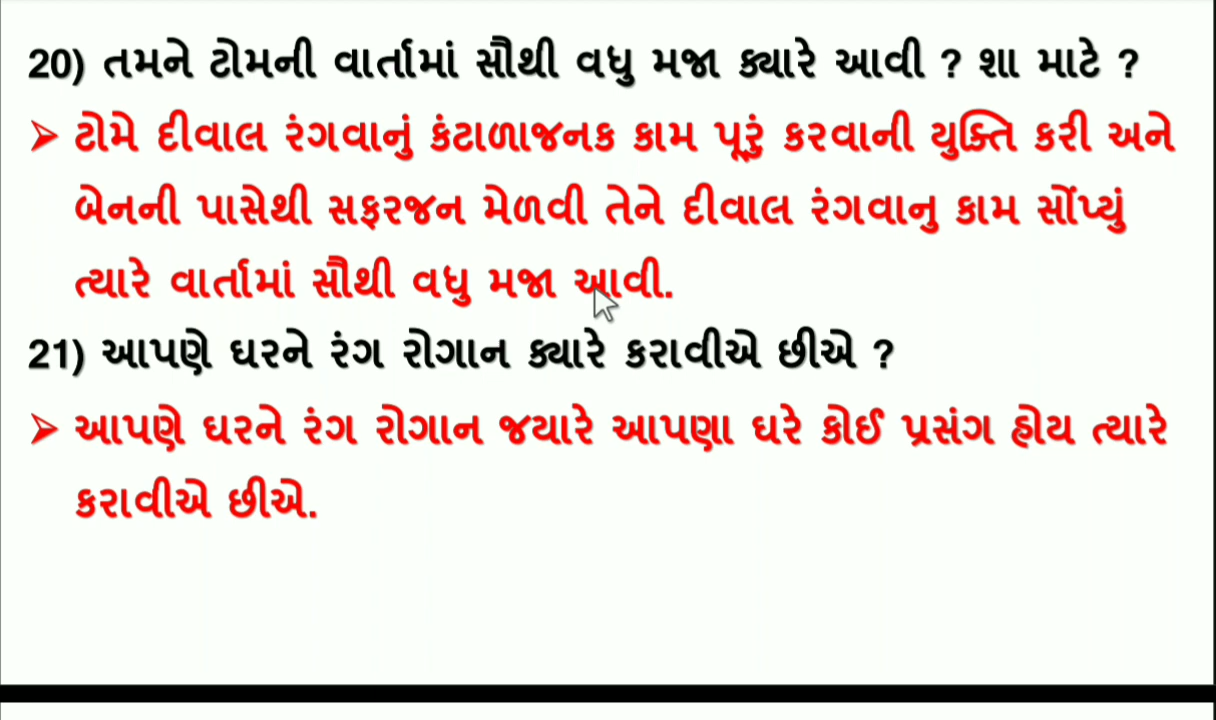 20) તમને ટોમની વાર્તામાં સૌથી વધુ મજા ક્યારે આવી ? શા માટે ?
➢ ટોમે દીવાલ રંગવાનું કંટાળાજનક કામ પૂરું કરવાની યુક્તિ કરી અને
બેનની પાસેથી સફરજન મેળવી તેને દીવાલ રંગવાનુ કામ સોંપ્યું
ત્યારે વાર્તામાં સૌથી વધુ મજા આવી.
21) આપણે ઘરને રંગ રોગાન ક્યારે કરાવીએ છીએ ?
➢ આપણે ઘરને રંગ રોગાન જયારે આપણા ઘરે કોઈ પ્રસંગ હોય ત્યારે
કરાવીએ છીએ.